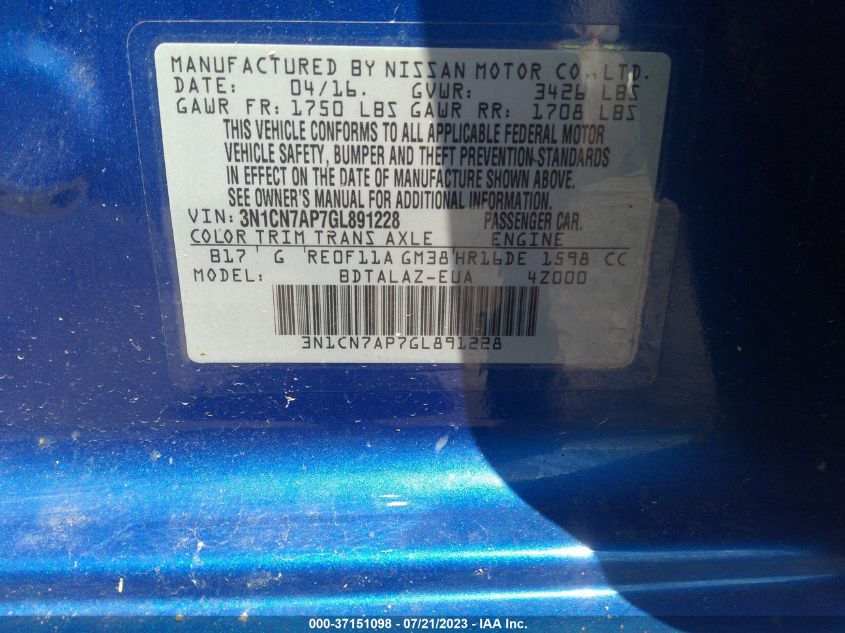 MANUFACTURED BY NISSAN MOTOR CO., LTD.
DATE: 04/16. GVWR: 3426 LBS
GAWR FR: 1750 LBS GAWR RR: 1708 LBS
THIS VEHICLE CONFORMS TO ALL APPLICABLE FEDERAL MOTOR
VEHICLE SAFETY, BUMPER AND THEFT PREVENTION STANDARDS
IN EFFECT ON THE DATE OF MANUFACTURE SHOWN ABOVE.
SEE OWNER'S MANUAL FOR ADDITIONAL INFORMATION.
VIN: 3N1CN7AP7GL891228 PASSENGER CAR.
COLOR TRIM TRANS AXLE ENGINE
B17 G RE0F11A GM38 HR16DE 1598 CC
MODEL: BDTALAZ-EUA 4Z000
3N1CN7AP7GL891228
000-37151098 - 07/21/2023 - IAA Inc.